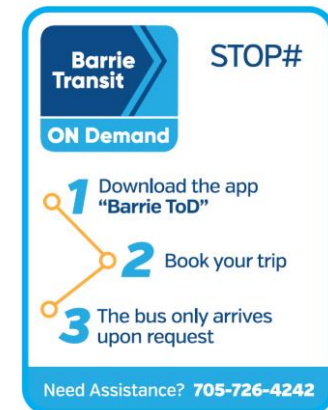 Barrie
Transit
ON Demand
STOP#
1 Download the app
"Barrie ToD"
2 Book your trip
3 The bus only arrives
upon request
Need Assistance? 705-726-4242